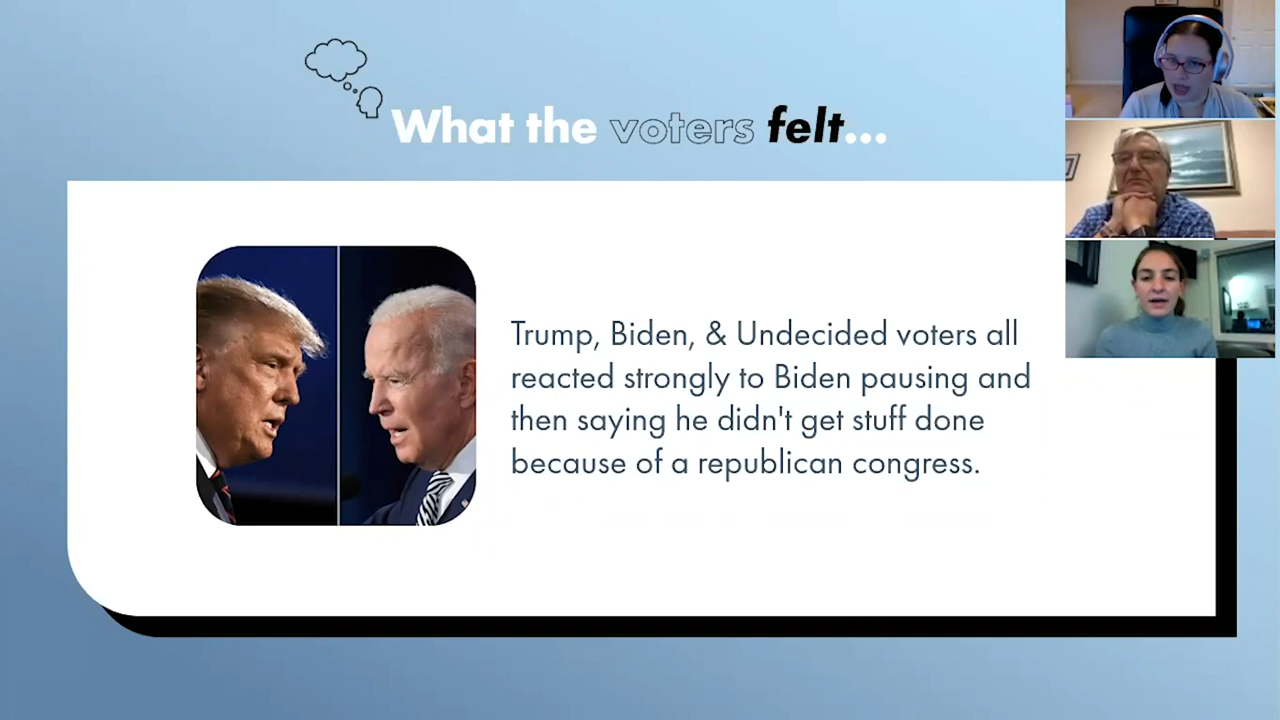 What the voters felt...
Trump, Biden, & Undecided voters all
reacted strongly to Biden pausing and
then saying he didn't get stuff done
because of a republican congress.